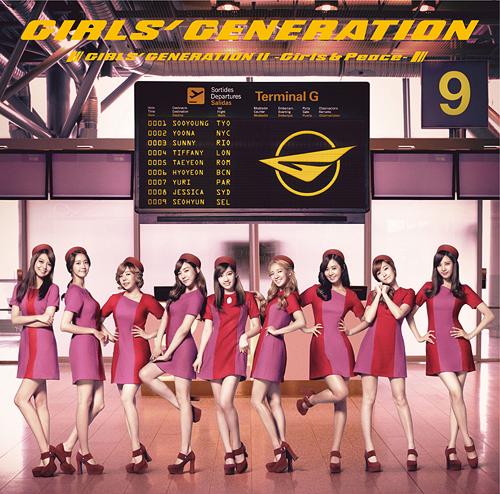 GIRLS' GENERATION
GIRLS' GENERATION II -Girls & Peace-
Sortides
Departures
Salidas
Terminal G
9
0001 SOOYOUNG TYO
0002 YOONA NYC
0003 SUNNY RIO
0004 TIFFANY LON
0005 TAEYEON ROM
0006 HYOYEON BCN
0007 YURI PAR
0008 JESSICA SYD
0009 SEOHYUN SEL